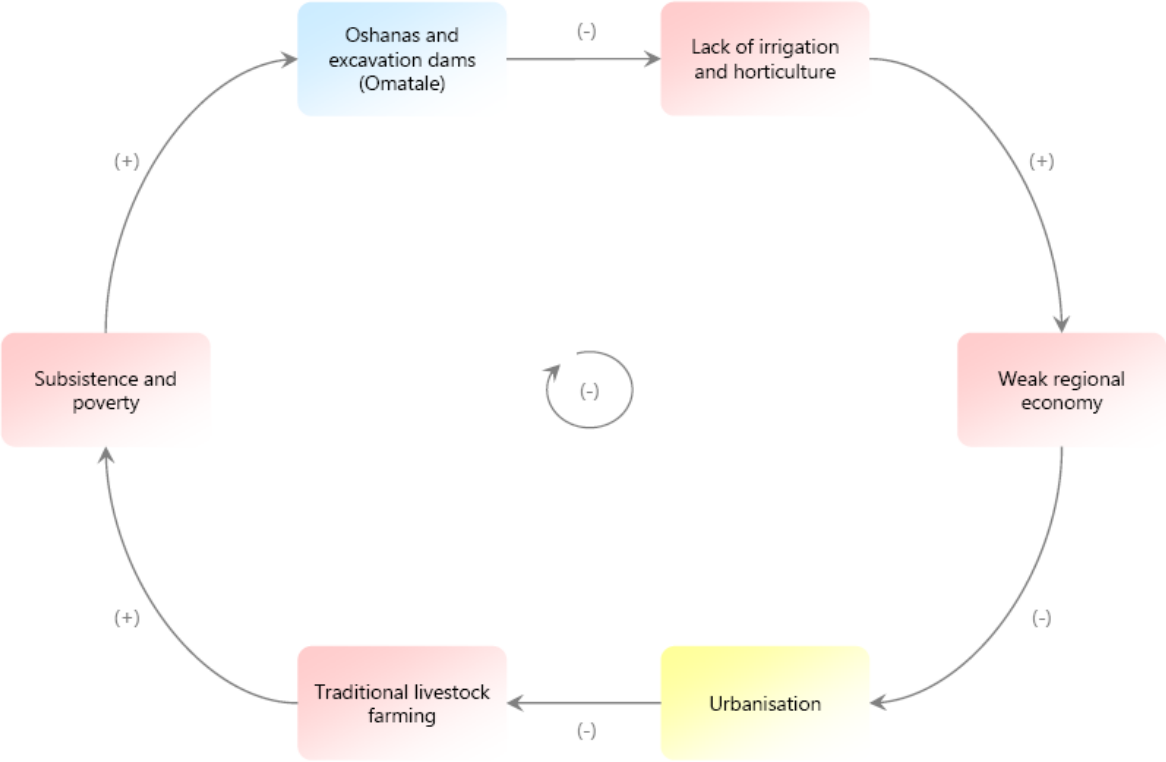 Oshanas and
excavation dams
(Omatale)
(-)
Lack of irrigation
and horticulture
(+)
(+)
Subsistence and
poverty
(-)
Weak regional
economy
(+)
(-)
Traditional livestock
farming
(-)
Urbanisation